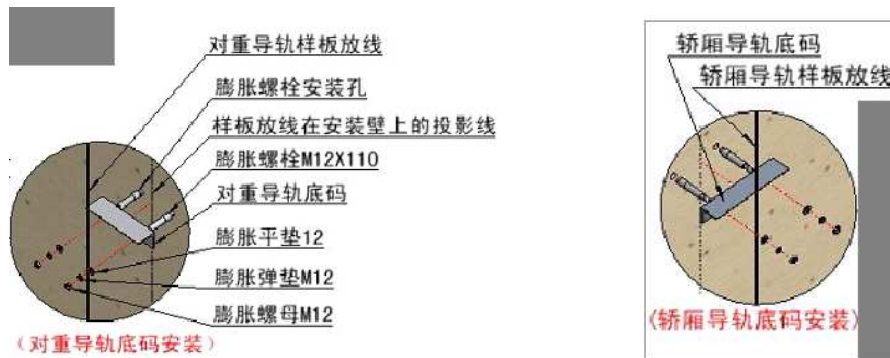 对重导轨样板放线
膨胀螺栓安装孔
样板放线在安装壁上的投影线
膨胀螺栓M12X110
对重导轨底码
膨胀平垫12
膨胀弹垫M12
膨胀螺母M12
(对重导轨底码安装)
轿厢导轨底码
轿厢导轨样板放线
(轿厢导轨底码安装)